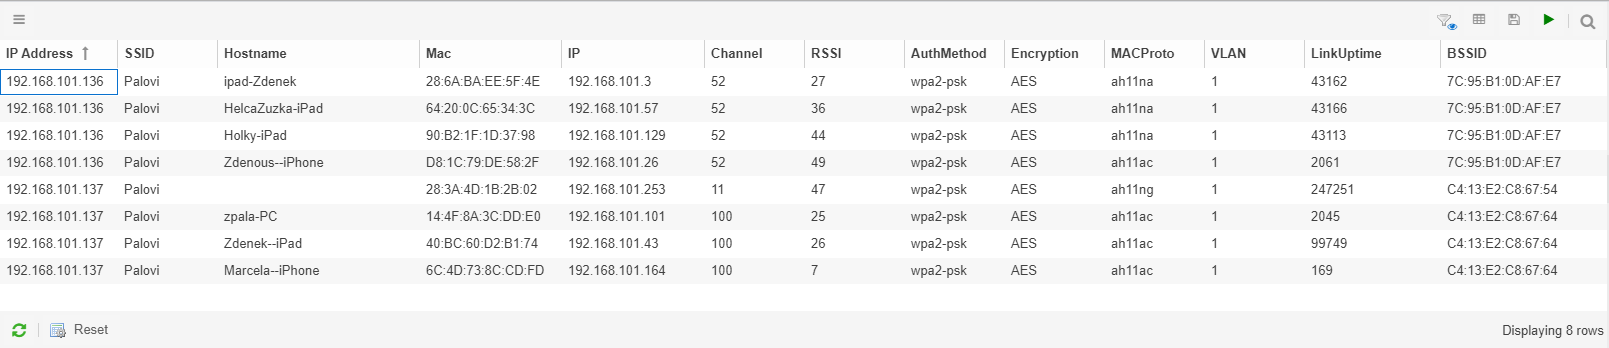 IP Address SSID Hostname Mac IP Channel RSSI AuthMethod Encryption MACProto VLAN LinkUptime BSSID
192.168.101.136 Palovi ipad-Zdenek 28:6A:BA:EE:5F:4E 192.168.101.3 52 27 wpa2-psk AES ah11na 1 43162 7C:95:B1:0D:AF:E7
192.168.101.136 Palovi HelcaZuzka-iPad 64:20:0C:65:34:3C 192.168.101.57 52 36 wpa2-psk AES ah11na 1 43166 7C:95:B1:0D:AF:E7
192.168.101.136 Palovi Holky-iPad 90:B2:1F:1D:37:98 192.168.101.129 52 44 wpa2-psk AES ah11na 1 43113 7C:95:B1:0D:AF:E7
192.168.101.136 Palovi Zdenous--iPhone D8:1C:79:DE:58:2F 192.168.101.26 52 49 wpa2-psk AES ah11ac 1 2061 7C:95:B1:0D:AF:E7
192.168.101.137 Palovi 28:3A:4D:1B:2B:02 192.168.101.253 11 47 wpa2-psk AES ah11ng 1 247251 C4:13:E2:C8:67:54
192.168.101.137 Palovi zpala-PC 14:4F:8A:3C:DD:E0 192.168.101.101 100 25 wpa2-psk AES ah11ac 1 2045 C4:13:E2:C8:67:64
192.168.101.137 Palovi Zdenek--iPad 40:BC:60:D2:B1:74 192.168.101.43 100 26 wpa2-psk AES ah11ac 1 99749 C4:13:E2:C8:67:64
192.168.101.137 Palovi Marcela--iPhone 6C:4D:73:8C:CD:FD 192.168.101.164 100 7 wpa2-psk AES ah11ac 1 169 C4:13:E2:C8:67:64
Reset Displaying 8 rows